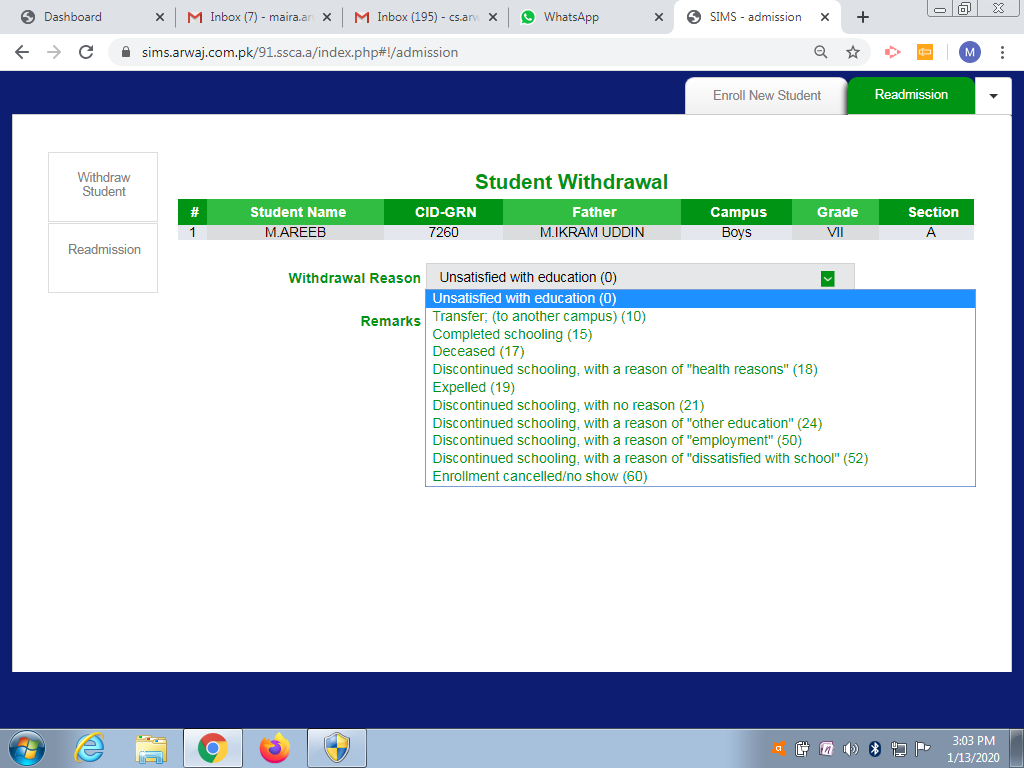 Dashboard
Inbox (7) - maira.ar
Inbox (195) - cs.arw
WhatsApp
SIMS - admission
sims.arwaj.com.pk/91.ssca.a/index.php#!/admission
M
Enroll New Student
Readmission
Withdraw
Student
Readmission
Student Withdrawal
# Student Name CID-GRN Father Campus Grade Section
1 M.AREEB 7260 M.IKRAM UDDIN Boys VII A
Withdrawal Reason Unsatisfied with education (0)
Remarks
Unsatisfied with education (0)
Transfer; (to another campus) (10)
Completed schooling (15)
Deceased (17)
Discontinued schooling, with a reason of "health reasons" (18)
Expelled (19)
Discontinued schooling, with no reason (21)
Discontinued schooling, with a reason of "other education" (24)
Discontinued schooling, with a reason of "employment" (50)
Discontinued schooling, with a reason of "dissatisfied with school" (52)
Enrollment cancelled/no show (60)
3:03 PM
1/13/2020